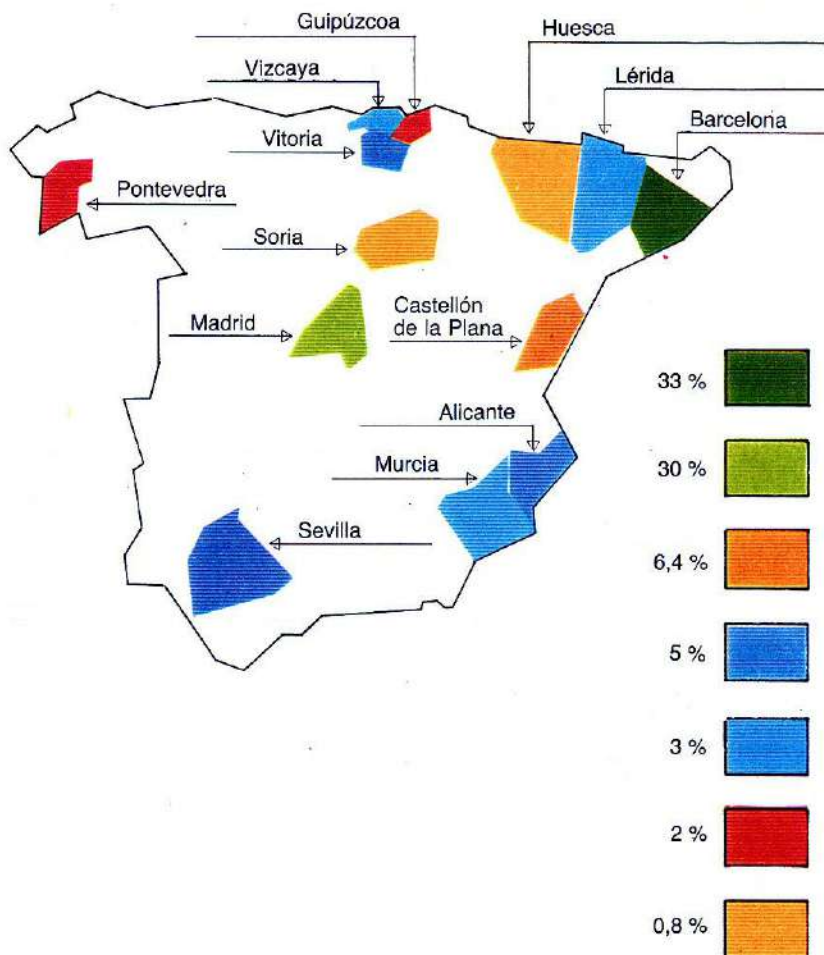 Guipúzcoa
Huesca
Vizcaya
Lérida
Barcelona
Vitoria
Pontevedra
Soria
Madrid
Castellón
de la Plana
Alicante
Murcia
Sevilla
33 %
30 %
6,4 %
5 %
3 %
2 %
0,8 %